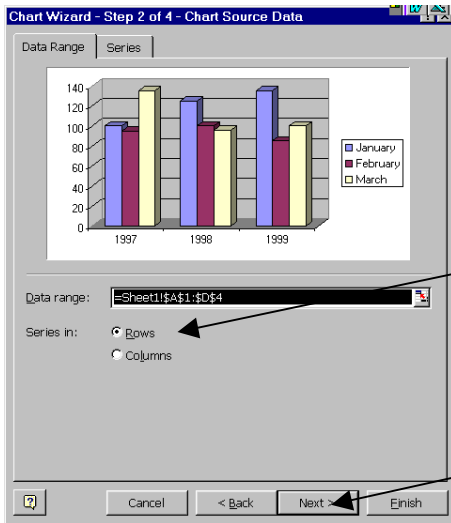 Chart Wizard - Step 2 of 4 - Chart Source Data
Data Range
Series
140
120
100
80
60
40
20
0
1997
1998
1999
January
February
March
Data range:
=Sheet1!$A$1:$D$4
Series in:
Rows
Columns
?
Cancel
< Back
Next >
Finish